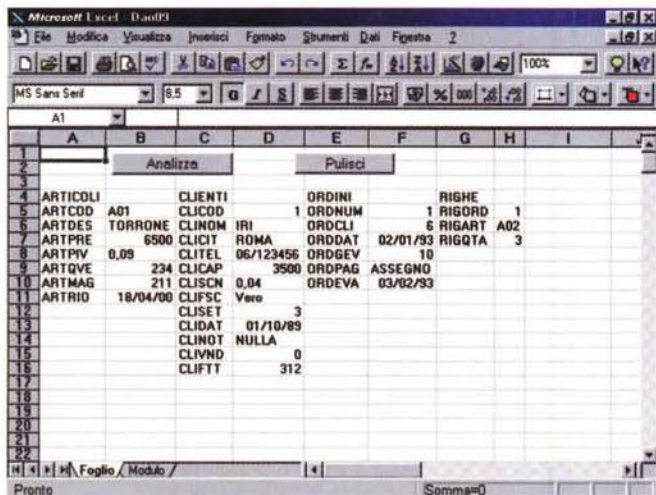 Microsoft Excel - Dao09
File Modifica Visualizza Inserisci Formato Strumenti Dati Finestra ?
100%
MS Sans Serif 8,5 G I S
A1
A B C D E F G H I
1
2 Analizza Pulisci
3
4 ARTICOLI CLIENTI ORDINI RIGHE
5 ARTCOD A01 CLICOD 1 ORDNUM 1 RIGORD 1
6 ARTDES TORRONE CLINOM IRI ORDCLI 6 RIGART A02
7 ARTPRE 6500 CLICIT ROMA ORDDAT 02/01/93 RIGQTA 3
8 ARTPIV 0,09 CLITEL 06/123456 ORDGEV 10
9 ARTQVE 234 CLICAP 3500 ORDPAG ASSEGNO
10 ARTMAG 211 CLISCN 0,04 ORDEVA 03/02/93
11 ARTRIO 18/04/00 CLIFSC Vero
12 CLISET 3
13 CLIDAT 01/10/89
14 CLINOT NULLA
15 CLIVND 0
16 CLIFTT 312
17
18
19
20
21
22
Foglio Modulo
Pronto Somma=0